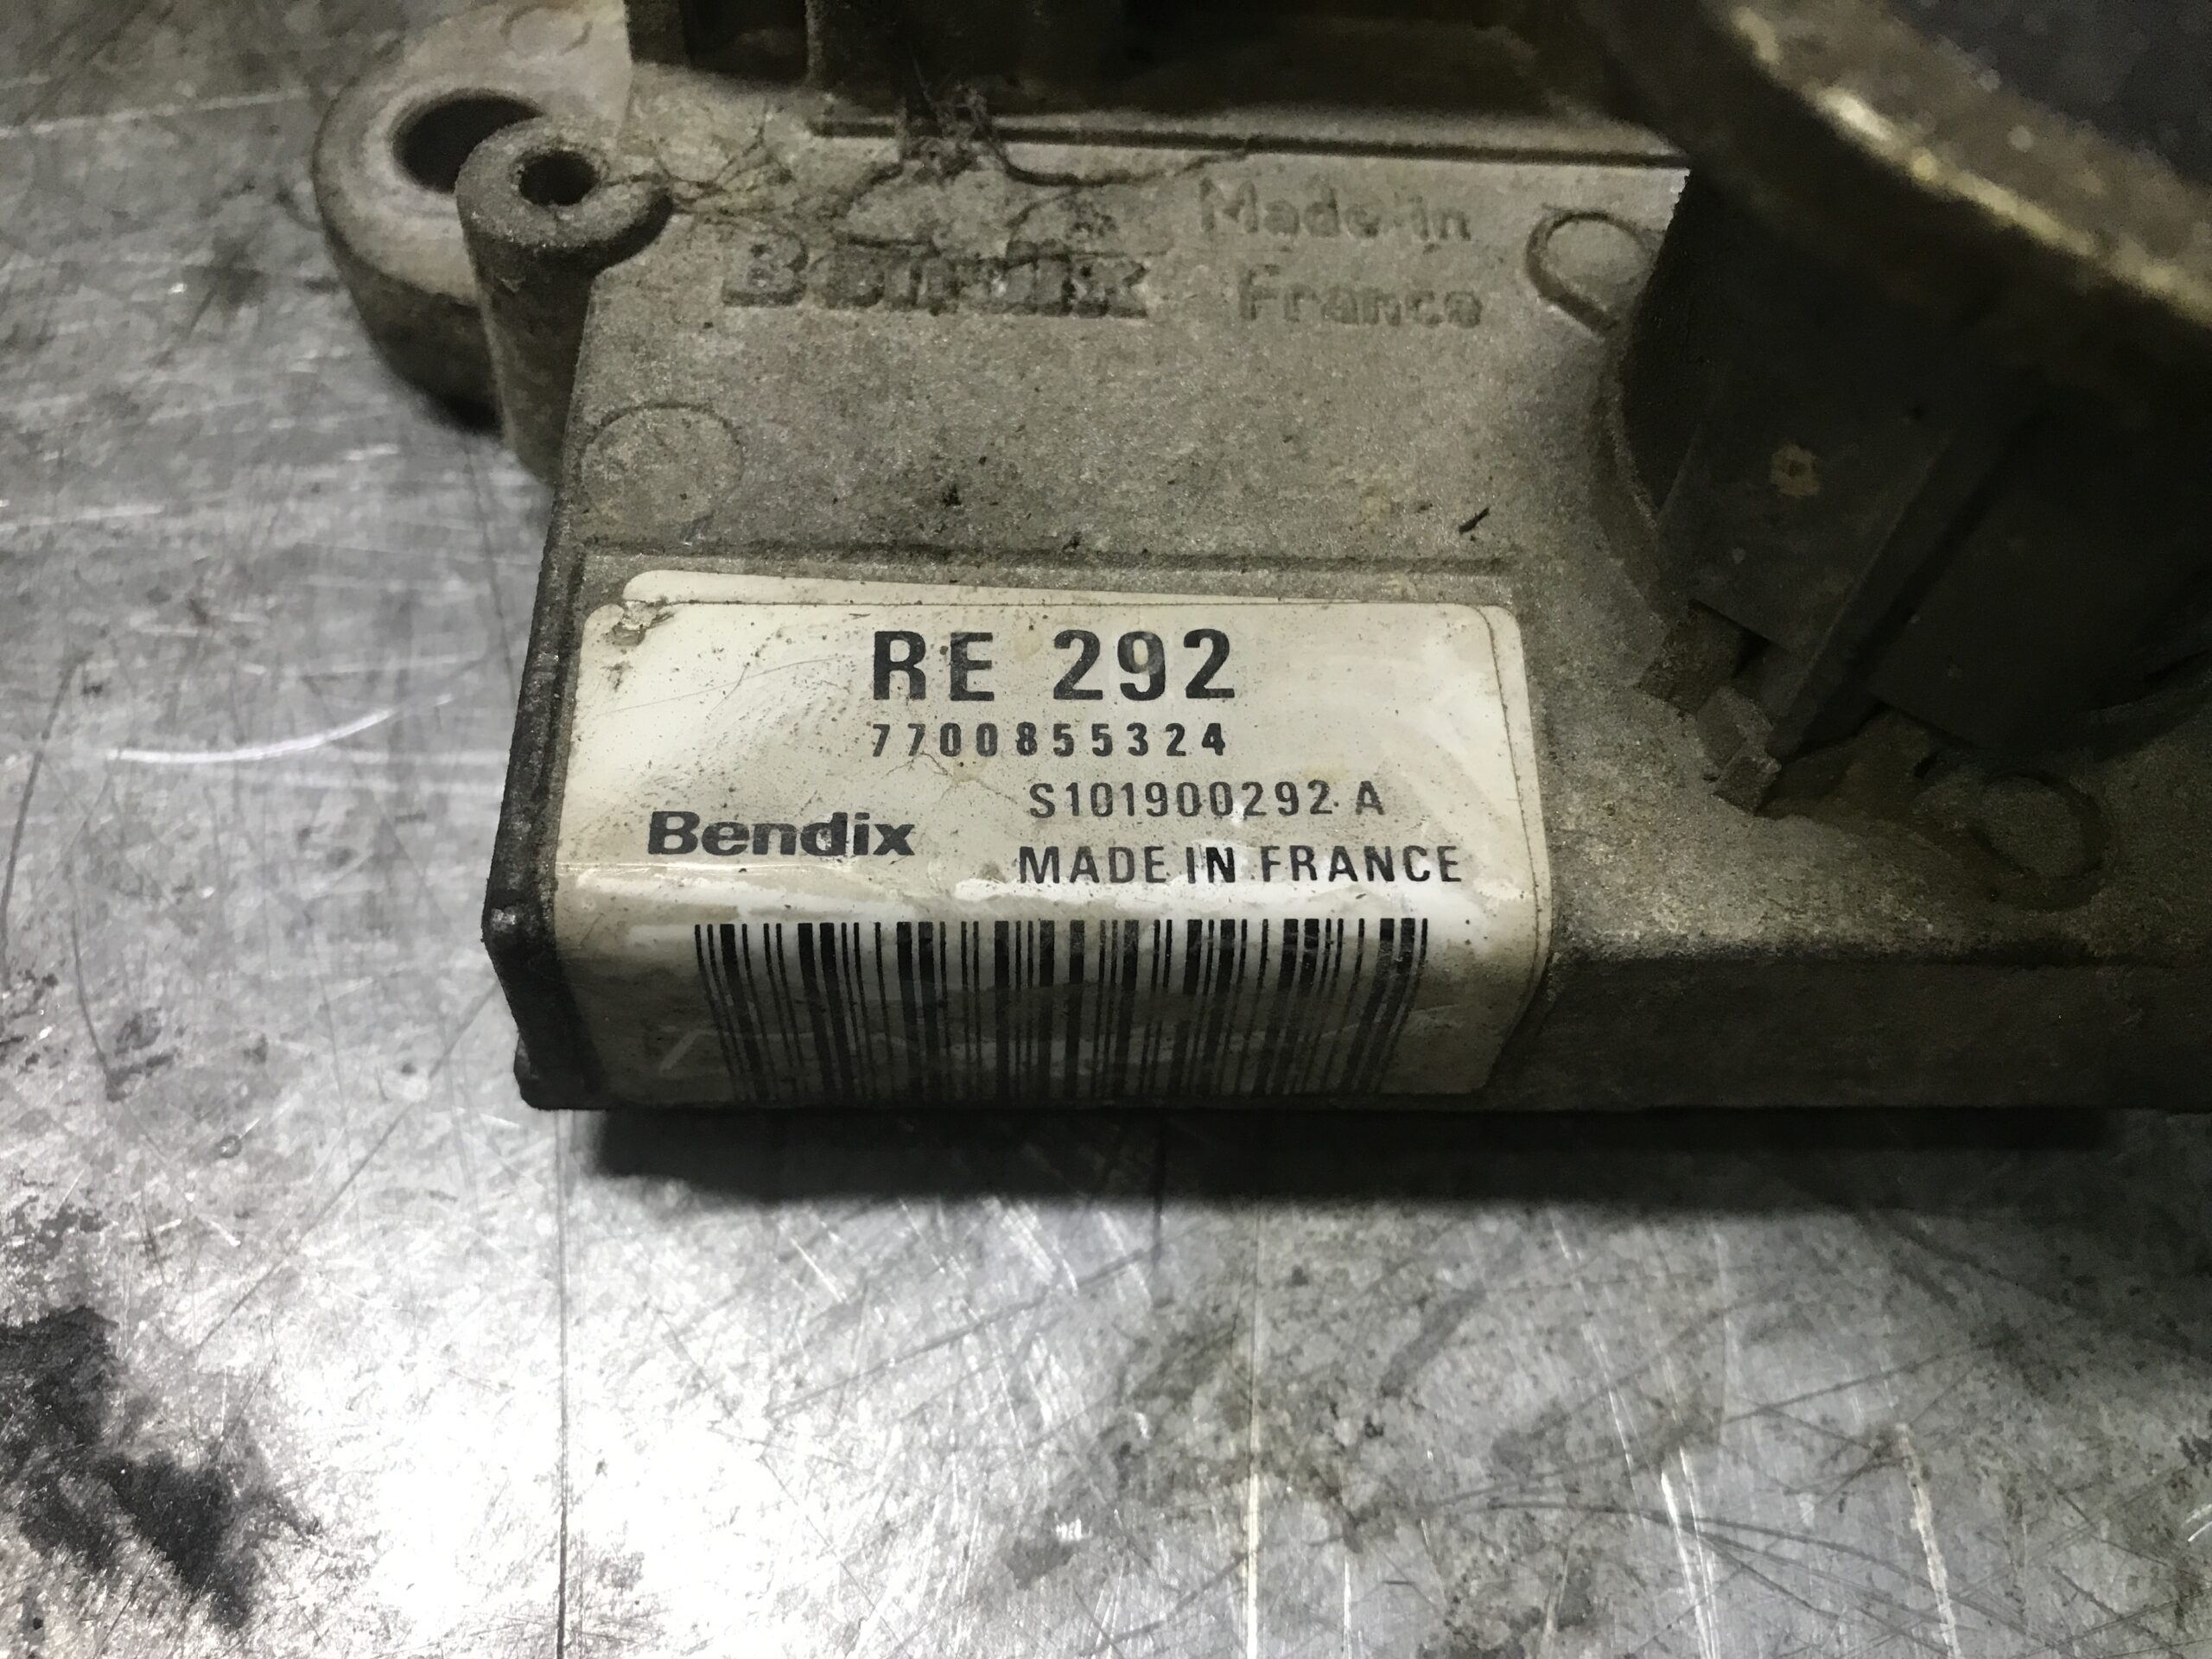 Made in
Bendix France
RE 292
7700855324
S101900292 A
Bendix
MADE IN FRANCE